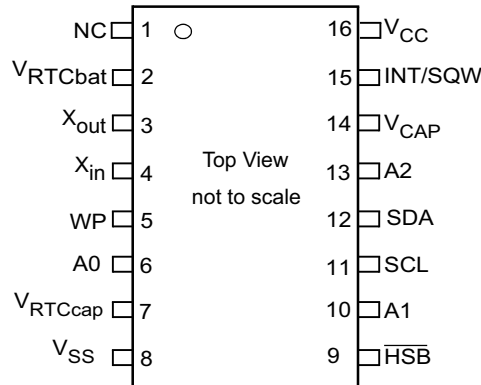 NC 1 16 VCC
VRTCbat 2 15 INT/SQW
Xout 3 14 VCAP
Xin 4 13 A2
Top View
not to scale
WP 5 12 SDA
A0 6 11 SCL
VRTCcap 7 10 A1
VSS 8 9 HSB